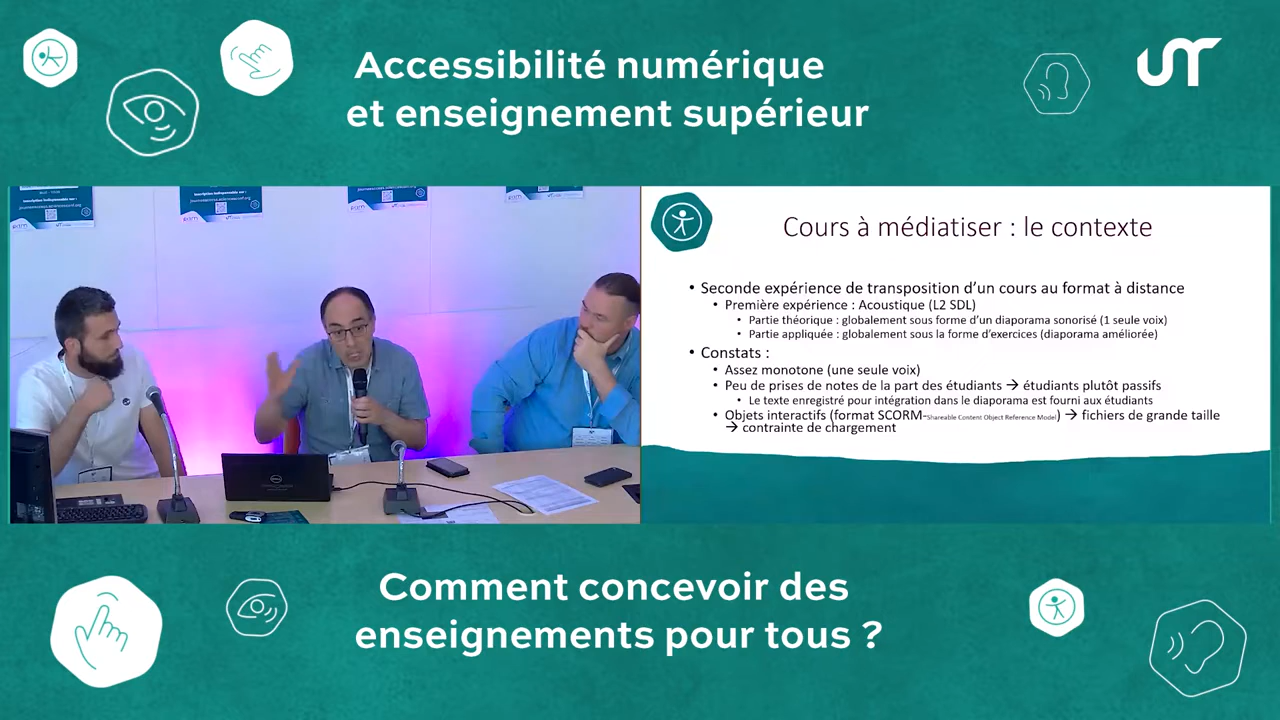 Accessibilité numérique
et enseignement supérieur
Inscription indispensable sur :
Cours à médiatiser : le contexte
• Seconde expérience de transposition d'un cours au format à distance
• Première expérience : Acoustique (L2 SDL)
• Partie théorique : globalement sous forme d'un diaporama sonorisé (1 seule voix)
• Partie appliquée : globalement sous la forme d'exercices (diaporama améliorée)
• Constats :
• Assez monotone (une seule voix)
• Peu de prises de notes de la part des étudiants → étudiants plutôt passifs
• Le texte enregistré pour intégration dans le diaporama est fourni aux étudiants
• Objets interactifs (format SCORM-Shareable Content Object Reference Model) → fichiers de grande taille
→ contrainte de chargement
DELL
Comment concevoir des
enseignements pour tous ?